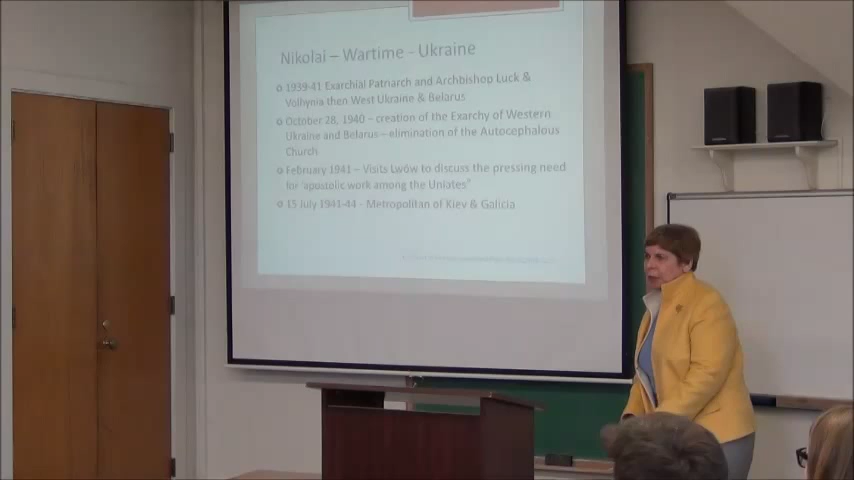 Nikolai – Wartime - Ukraine
1939-41 Exarchial Patriarch and Archbishop Luck &
Volhynia then West Ukraine & Belarus
October 28, 1940 – creation of the Exarchy of Western
Ukraine and Belarus – elimination of the Autocephalous
Church
February 1941 – Visits Lwów to discuss the pressing need
for 'apostolic work among the Uniates"
15 July 1941-44 - Metropolitan of Kiev & Galicia